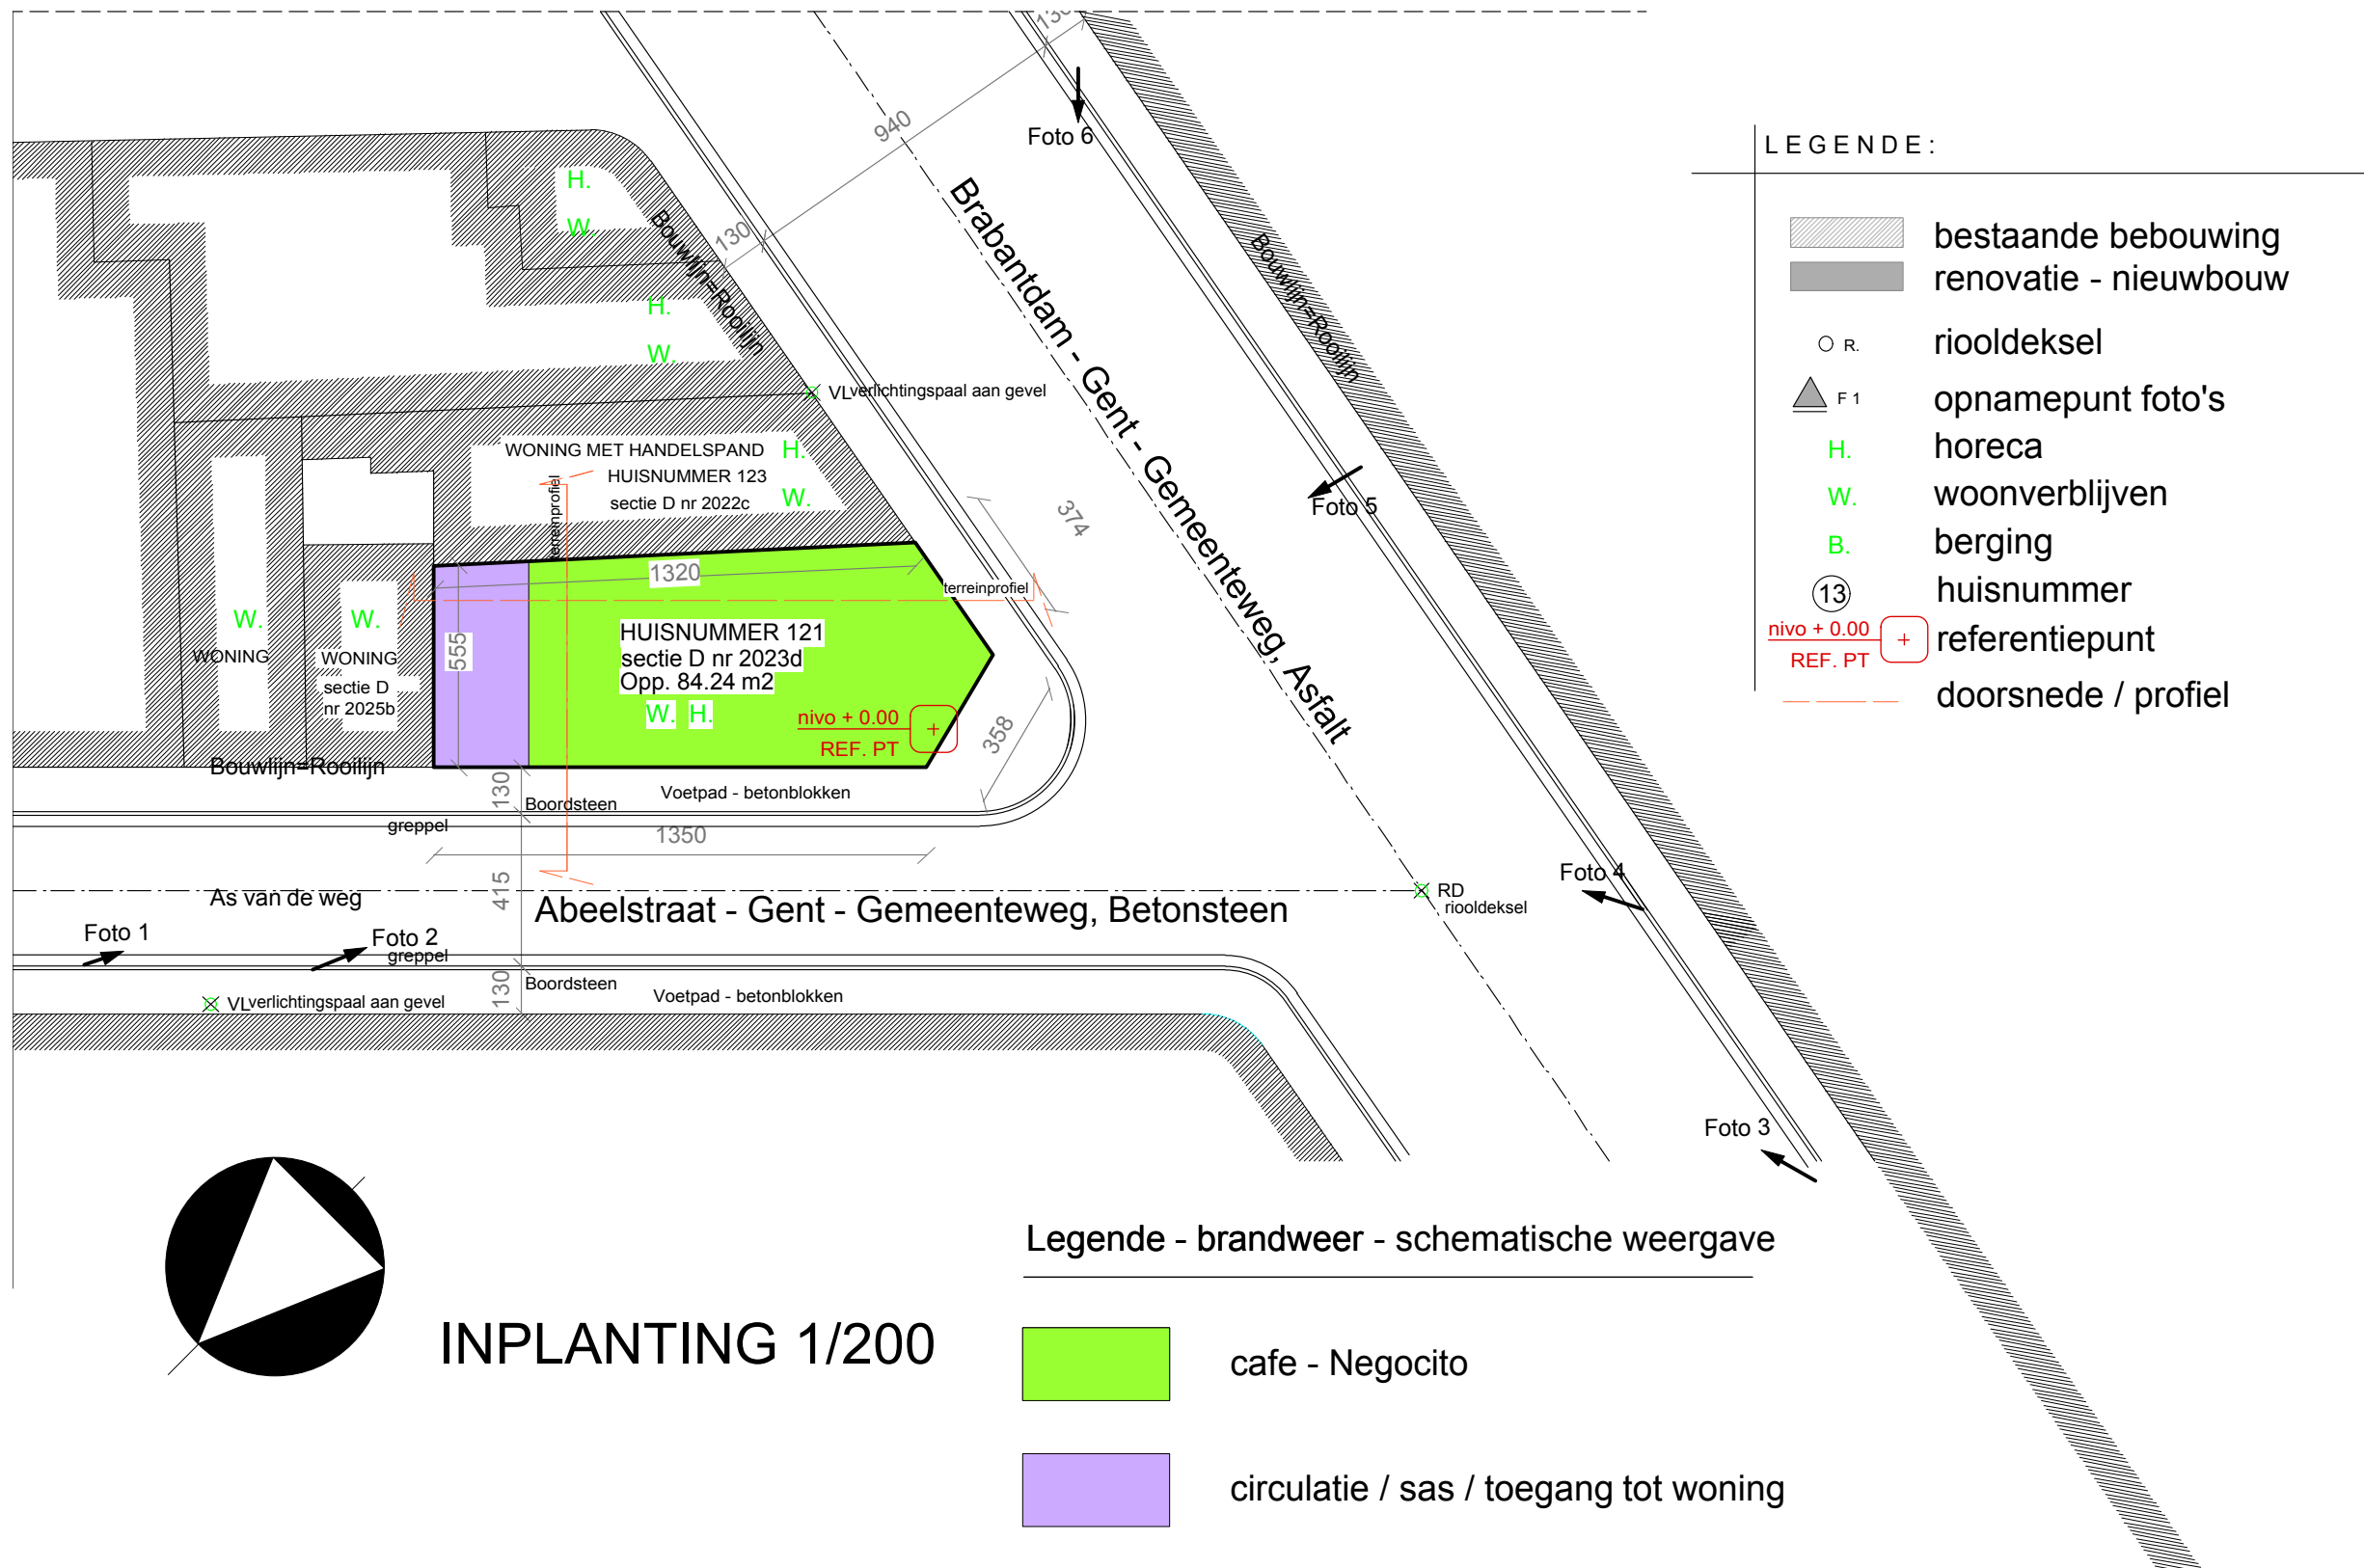 130
940
Foto 6
LEGENDE:
H.
W.
130
Bouwlijn=Rooilijn
Brabantdam - Gent - Gemeenteweg, Asfalt
Bouwlijn=Rooilijn
bestaande bebouwing
renovatie - nieuwbouw
R.
riooldeksel
F 1
opnamepunt foto's
H.
horeca
W.
woonverblijven
B.
berging
13
huisnummer
nivo + 0.00
REF. PT
referentiepunt
doorsnede / profiel
H.
W.
VL verlichtingspaal aan gevel
WONING MET HANDELSPAND
H.
HUISNUMMER 123
W.
sectie D nr 2022c
terreinprofiel
374
Foto 5
1320
terreinprofiel
555
W.
WONING
W.
WONING
sectie D
nr 2025b
HUISNUMMER 121
sectie D nr 2023d
Opp. 84.24 m2
W. H.
nivo + 0.00
REF. PT
358
Bouwlijn=Rooilijn
130
Boordsteen
Voetpad - betonblokken
greppel
1350
As van de weg
415
Abeelstraat - Gent - Gemeenteweg, Betonsteen
RD
riooldeksel
Foto 4
Foto 1
Foto 2
greppel
130
Boordsteen
Voetpad - betonblokken
VL verlichtingspaal aan gevel
Foto 3
INPLANTING 1/200
Legende - brandweer - schematische weergave
cafe - Negocito
circulatie / sas / toegang tot woning